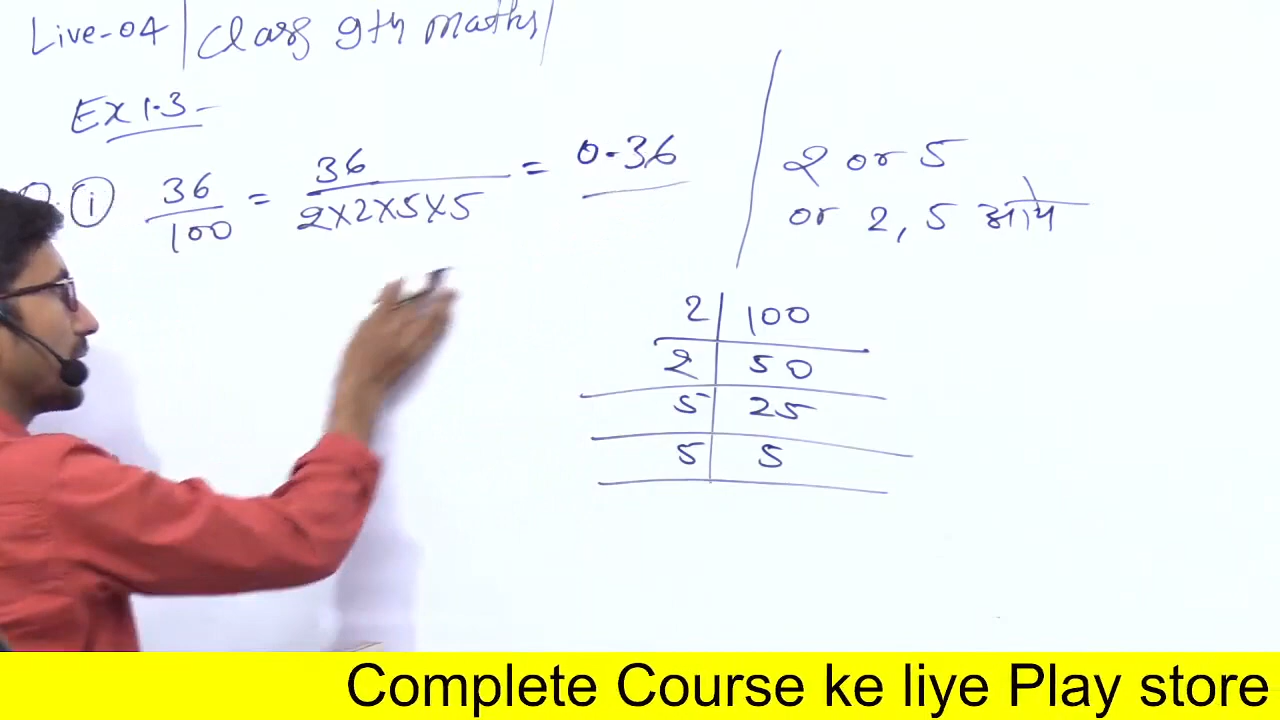 Live-04 | Class 9th maths |
Ex 1.3 -
(i) 36/100 = 36/2×2×5×5 = 0.36
2 or 5
or 2, 5 आये
2 | 100
2 | 50
5 | 25
5 | 5
Complete Course ke liye Play store